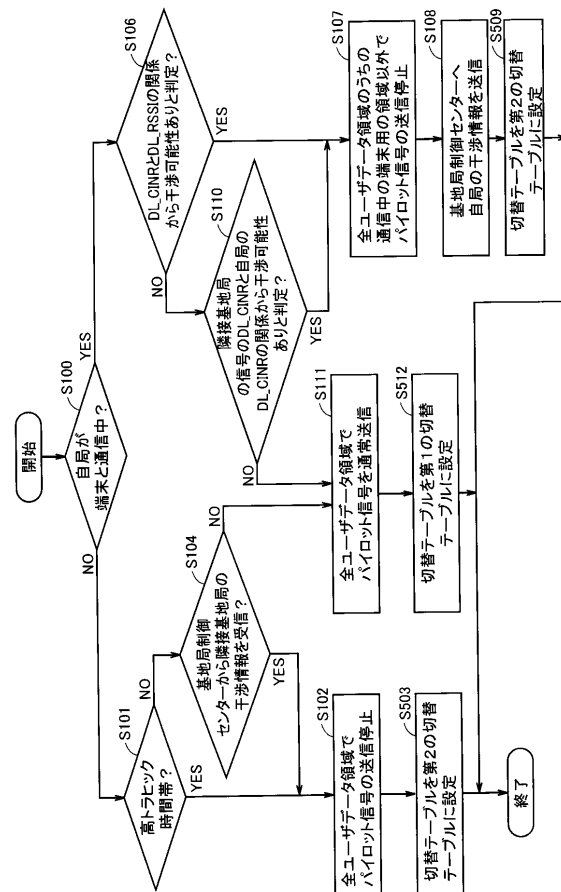 開始
S100
自局が
端末と通信中？
NO
YES
S101
高トラヒック
時間帯？
NO
YES
S104
基地局制御
センターから隣接基地局の
干渉情報を受信？
NO
YES
S102
全ユーザデータ領域で
パイロット信号の送信停止
S503
切替テーブルを第2の切替
テーブルに設定
終了
S106
DL_CINRとDL_RSSIの関係
から干渉可能性ありと判定？
NO
YES
S110
隣接基地局
の信号のDL_CINRと自局の
DL_CINRの関係から干渉可能性
ありと判定？
NO
YES
S111
全ユーザデータ領域で
パイロット信号を通常送信
S512
切替テーブルを第1の切替
テーブルに設定
S107
全ユーザデータ領域のうちの
通信中の端末用の領域以外で
パイロット信号の送信停止
S108
基地局制御センターへ
自局の干渉情報を送信
S509
切替テーブルを第2の切替
テーブルに設定